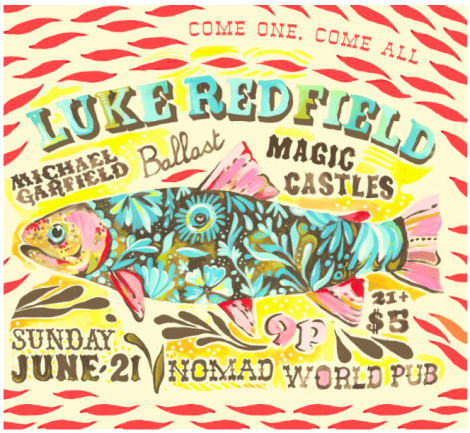 COME ONE, COME ALL
LUKE REDFIELD
MICHAEL GARFIELD
Ballast
MAGIC CASTLES
21+
$5
SUNDAY
JUNE·21
9P
NOMAD WORLD PUB